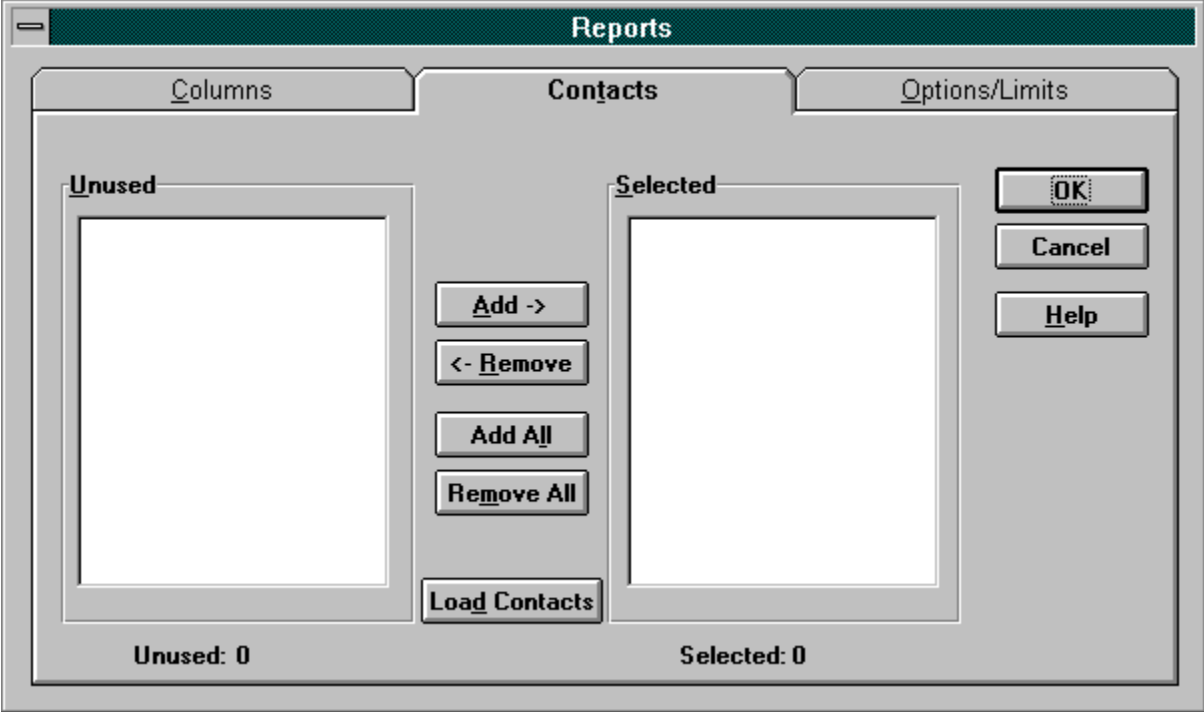 Reports
Columns
Contacts
Options/Limits
Unused
Selected
OK
Cancel
Add ->
Help
<- Remove
Add All
Remove All
Load Contacts
Unused: 0
Selected: 0